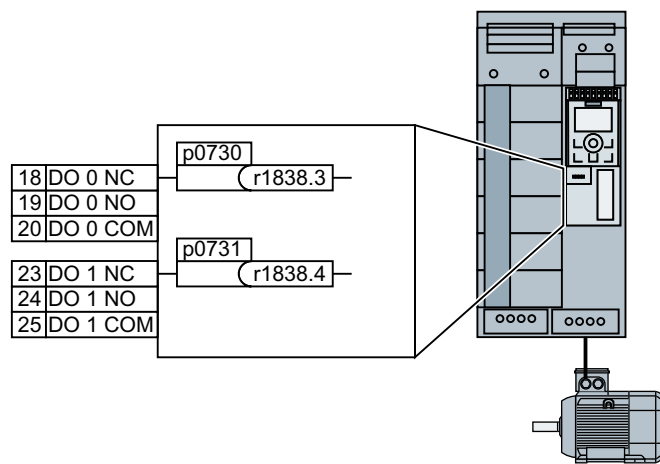 p0730
18 DO 0 NC r1838.3
19 DO 0 NO
20 DO 0 COM
p0731
23 DO 1 NC r1838.4
24 DO 1 NO
25 DO 1 COM